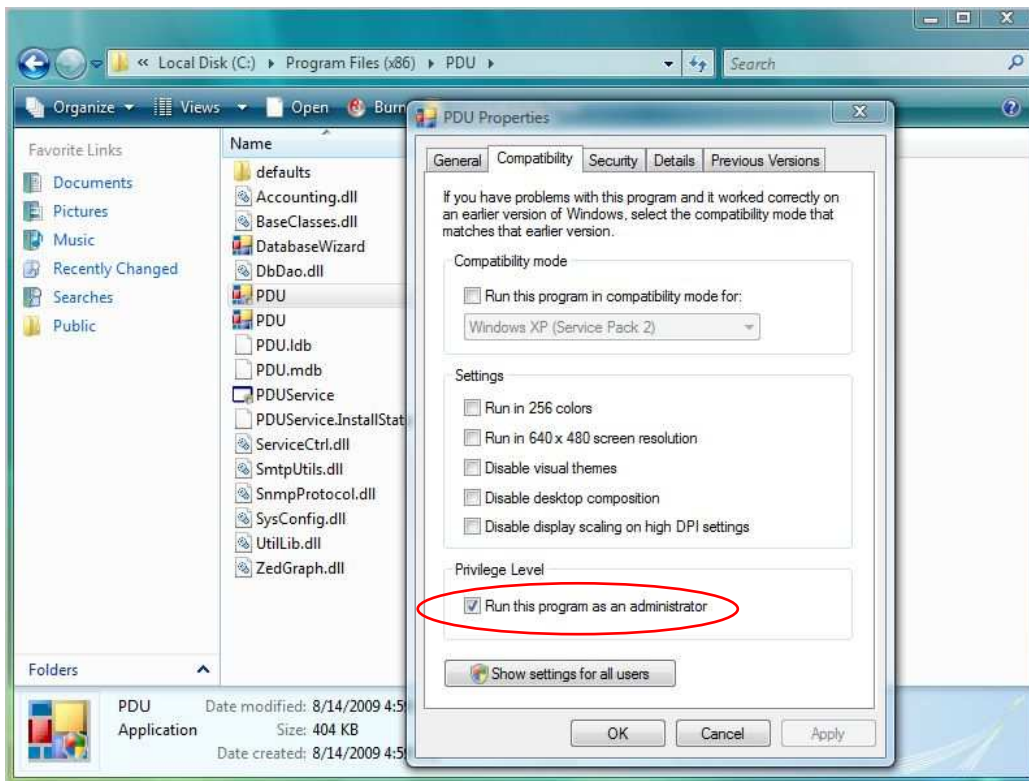 « Local Disk (C:) ▸ Program Files (x86) ▸ PDU ▸
Search
Organize Views Open Burn
Favorite Links
Documents
Pictures
Music
Recently Changed
Searches
Public
Folders
Name
defaults
Accounting.dll
BaseClasses.dll
DatabaseWizard
DbDao.dll
PDU
PDU
PDU.ldb
PDU.mdb
PDUService
PDUService.InstallStat
ServiceCtrl.dll
SmtpUtils.dll
SnmpProtocol.dll
SysConfig.dll
UtilLib.dll
ZedGraph.dll
PDU Properties
General Compatibility Security Details Previous Versions
If you have problems with this program and it worked correctly on
an earlier version of Windows, select the compatibility mode that
matches that earlier version.
Compatibility mode
Run this program in compatibility mode for:
Windows XP (Service Pack 2)
Settings
Run in 256 colors
Run in 640 x 480 screen resolution
Disable visual themes
Disable desktop composition
Disable display scaling on high DPI settings
Privilege Level
Run this program as an administrator
Show settings for all users
OK Cancel Apply
PDU Date modified: 8/14/2009 4:5
Application Size: 404 KB
Date created: 8/14/2009 4:5